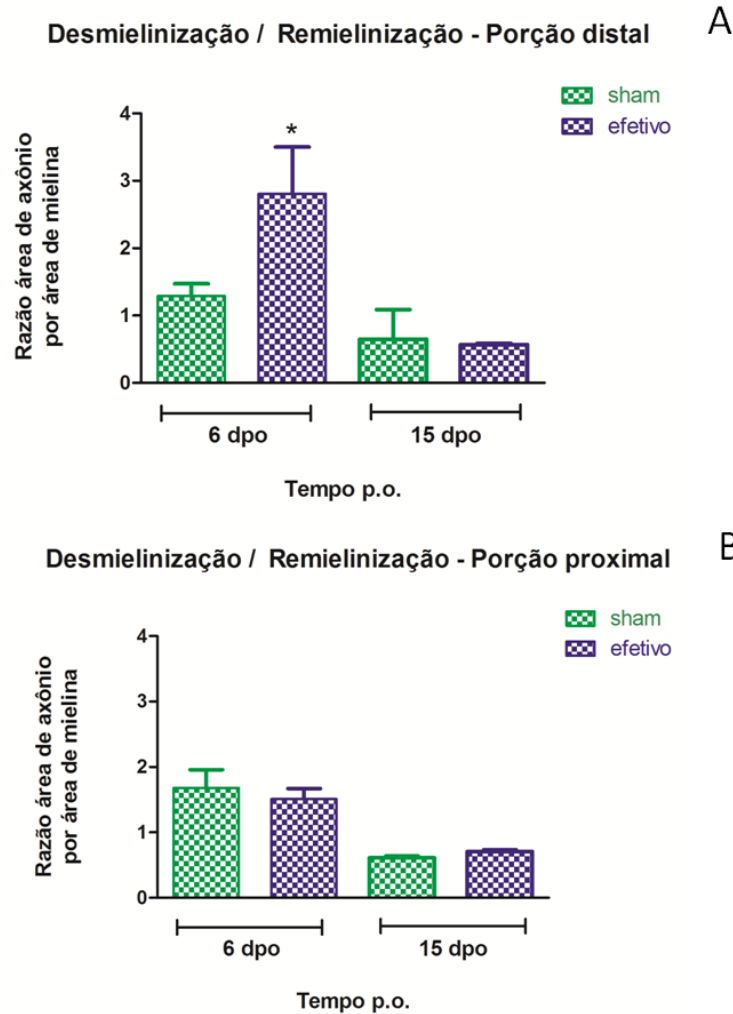 Desmielinização / Remielinização - Porção distal
A
sham
efetivo
Razão área de axônio
por área de mielina
4
*
3
2
1
0
6 dpo
15 dpo
Tempo p.o.
Desmielinização / Remielinização - Porção proximal
B
sham
efetivo
Razão área de axônio
por área de mielina
4
3
2
1
0
6 dpo
15 dpo
Tempo p.o.